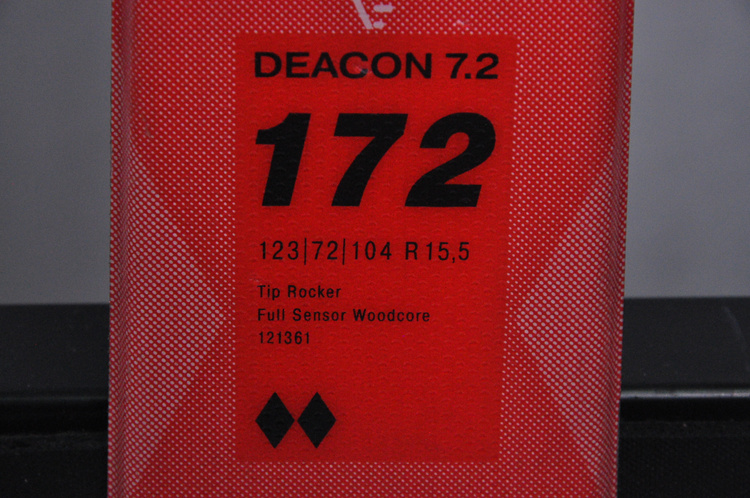 DEACON 7.2
172
123|72|104 R15,5
Tip Rocker
Full Sensor Woodcore
121361